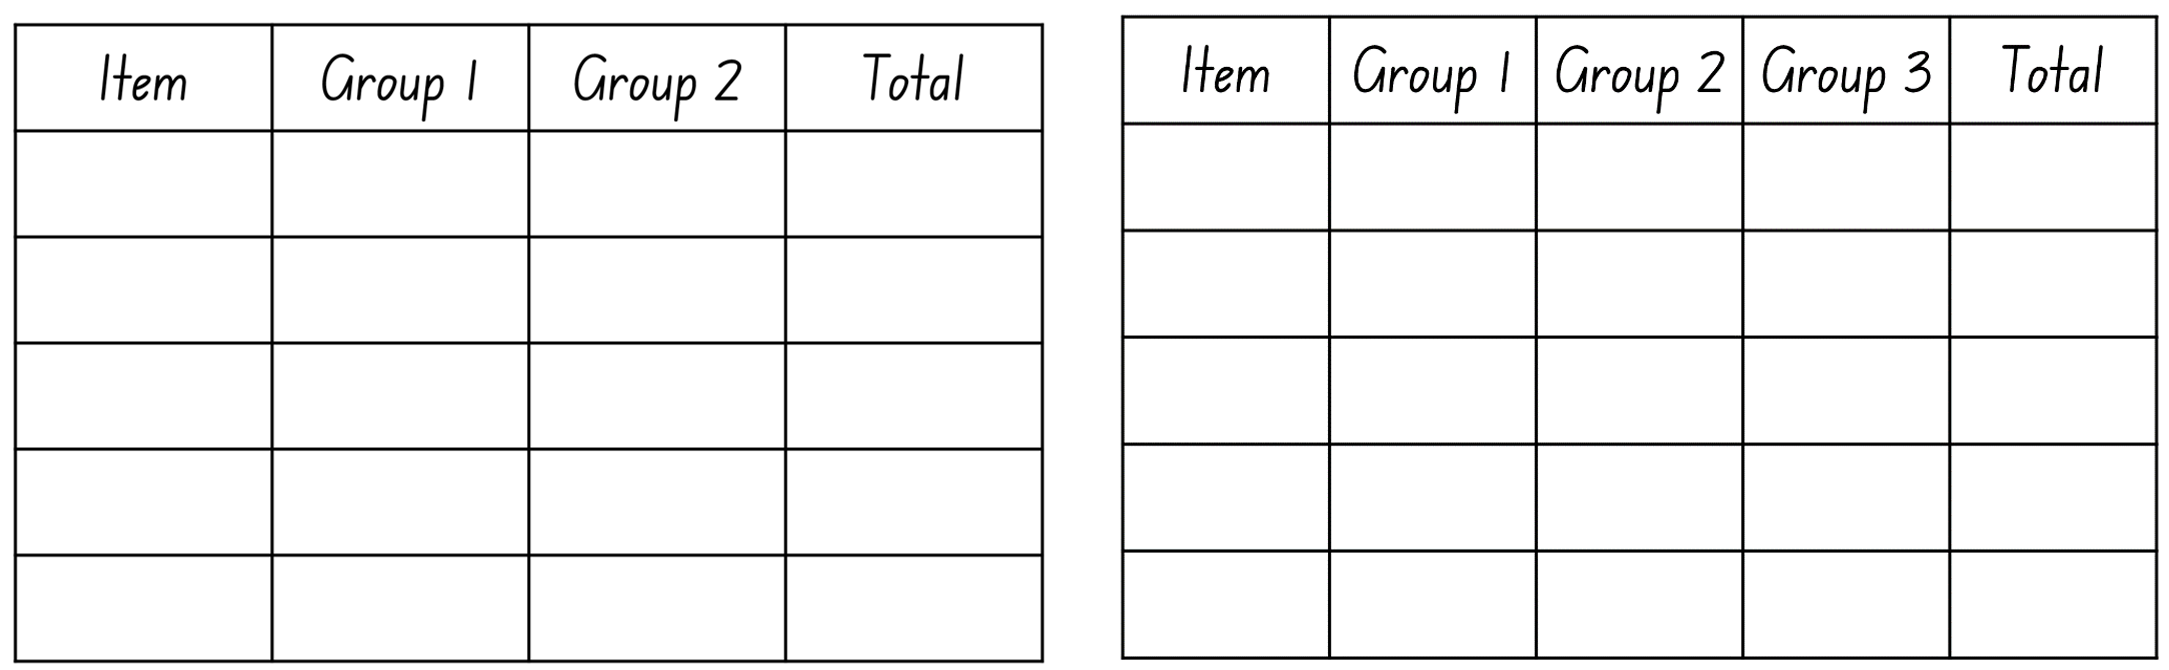 Item Group 1 Group 2 Total
Item Group 1 Group 2 Group 3 Total